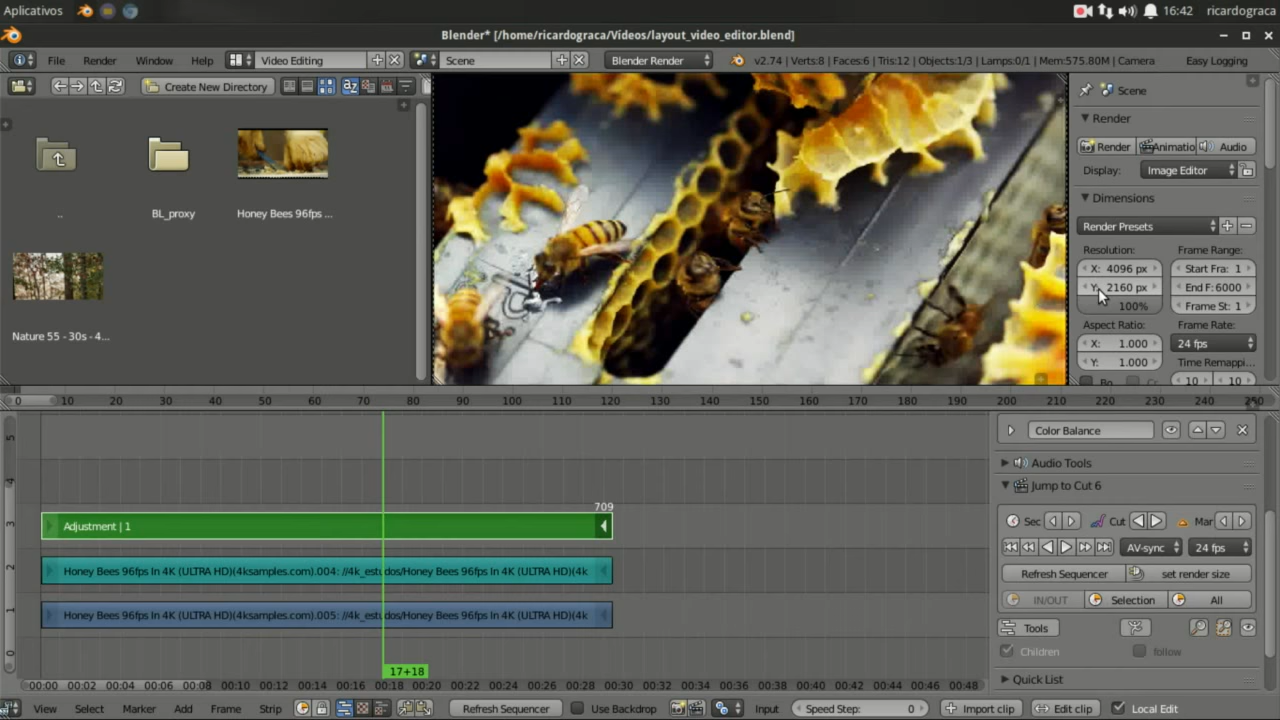 Aplicativos 16:42 ricardograca
Blender* [/home/ricardograca/Vídeos/layout_video_editor.blend]
File Render Window Help Video Editing Scene Blender Render v2.74 | Verts:8 | Faces:6 | Tris:12 | Objects:1/3 | Lamps:0/1 | Mem:575.80M | Camera Easy Logging
Create New Directory
Scene
Render
Render Animatio Audio
Display: Image Editor
Dimensions
..
BL_proxy
Honey Bees 96fps ...
Render Presets
Resolution: Frame Range:
X: 4096 px Start Fra: 1
Y: 2160 px End F:6000
100% Frame St: 1
Aspect Ratio: Frame Rate:
Nature 55 - 30s - 4...
X: 1.000 24 fps
Y: 1.000 Time Remappi...
10 10
0 10 20 30 40 50 60 70 80 90 100 110 120 130 140 150 160 170 180 190 200 210 220 230 240 250
5
4
3
2
1
0
Color Balance
Audio Tools
Jump to Cut 6
709
Adjustment | 1
Sec Cut Mar
AV-sync 24 fps
Honey Bees 96fps In 4K (ULTRA HD)(4ksamples.com).004: //4k_estudos/Honey Bees 96fps In 4K (ULTRA HD)(4k
Refresh Sequencer set render size
IN/OUT Selection All
Honey Bees 96fps In 4K (ULTRA HD)(4ksamples.com).005: //4k_estudos/Honey Bees 96fps In 4K (ULTRA HD)(4k
Tools
Children follow
17+18
Quick List
00:00 00:02 00:04 00:06 00:08 00:10 00:12 00:14 00:16 00:18 00:20 00:22 00:24 00:26 00:28 00:30 00:32 00:34 00:36 00:38 00:40 00:42 00:44 00:46 00:48
View Select Marker Add Frame Strip Refresh Sequencer Use Backdrop Input Speed Step: 0 Import clip Edit clip Local Edit